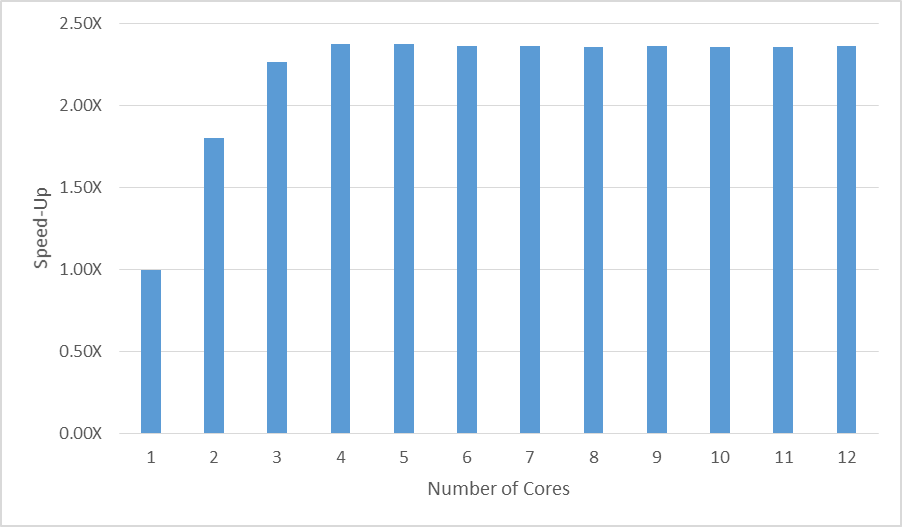 2.50X
2.00X
1.50X
1.00X
0.50X
0.00X
Speed-Up
1 2 3 4 5 6 7 8 9 10 11 12
Number of Cores